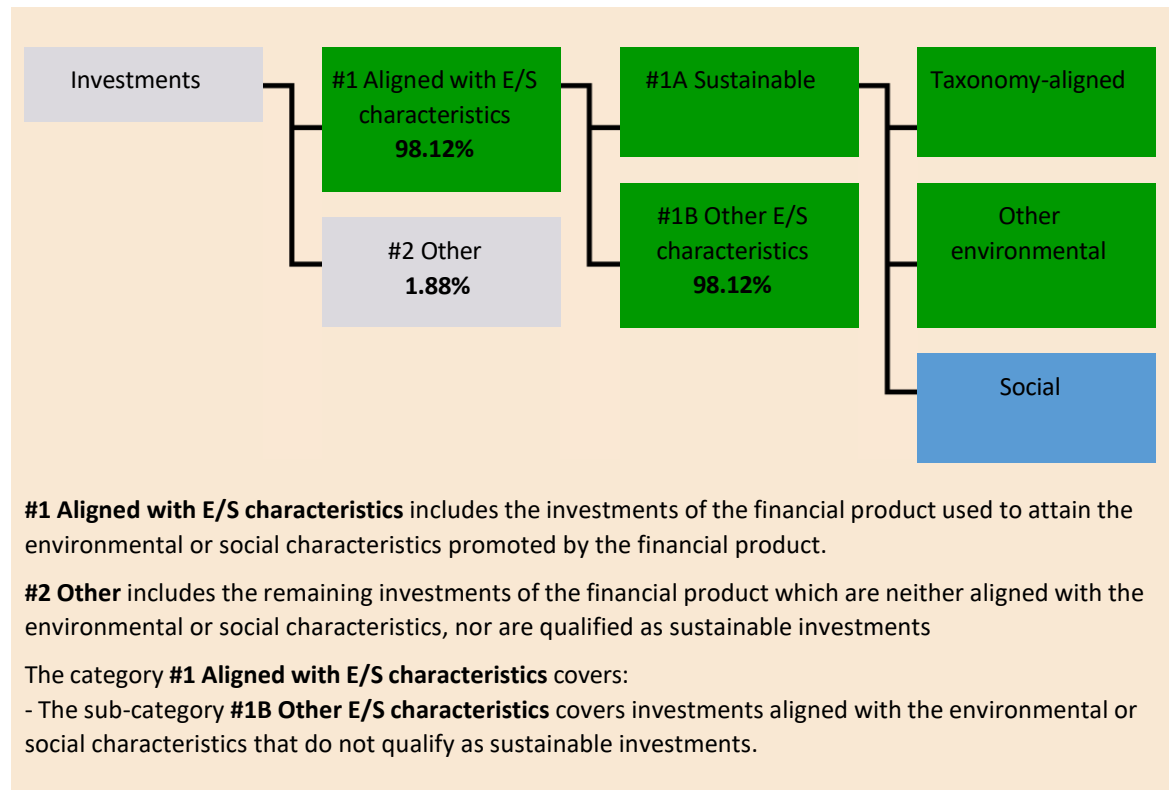 Investments
#1 Aligned with E/S
characteristics
98.12%
#2 Other
1.88%
#1A Sustainable
#1B Other E/S
characteristics
98.12%
Taxonomy-aligned
Other
environmental
Social
#1 Aligned with E/S characteristics includes the investments of the financial product used to attain the
environmental or social characteristics promoted by the financial product.
#2 Other includes the remaining investments of the financial product which are neither aligned with the
environmental or social characteristics, nor are qualified as sustainable investments
The category #1 Aligned with E/S characteristics covers:
- The sub-category #1B Other E/S characteristics covers investments aligned with the environmental or
social characteristics that do not qualify as sustainable investments.